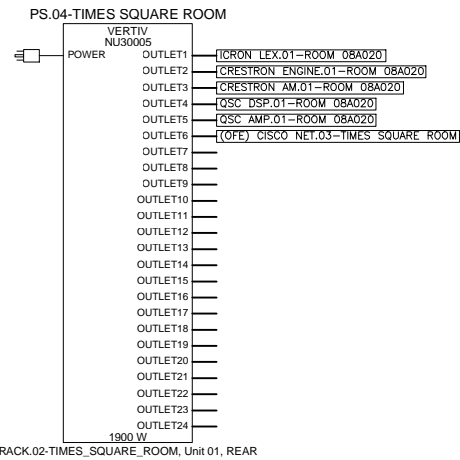 PS.04-TIMES SQUARE ROOM
VERTIV
NU30005
POWER OUTLET1 ICRON LEX.01-ROOM 08A020
OUTLET2 CRESTRON ENGINE.01-ROOM 08A020
OUTLET3 CRESTRON AM.01-ROOM 08A020
OUTLET4 QSC DSP.01-ROOM 08A020
OUTLET5 QSC AMP.01-ROOM 08A020
OUTLET6 (OFE) CISCO NET.03-TIMES SQUARE ROOM
OUTLET7
OUTLET8
OUTLET9
OUTLET10
OUTLET11
OUTLET12
OUTLET13
OUTLET14
OUTLET15
OUTLET16
OUTLET17
OUTLET18
OUTLET19
OUTLET20
OUTLET21
OUTLET22
OUTLET23
OUTLET24
1900 W
RACK.02-TIMES_SQUARE_ROOM, Unit 01, REAR